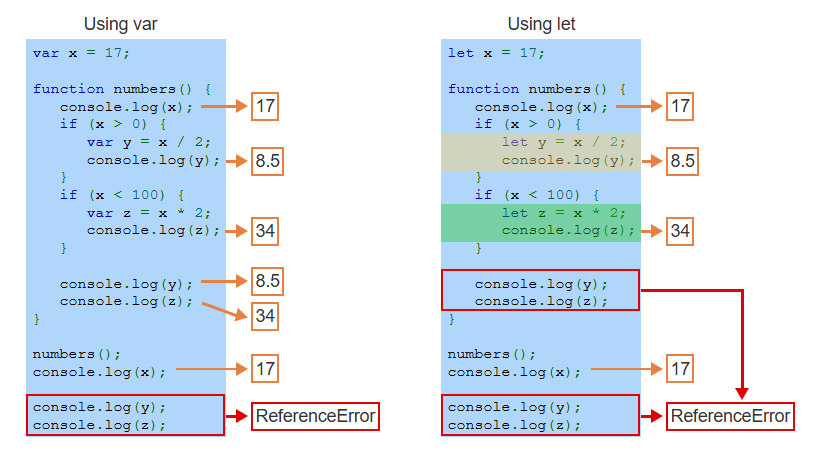 Using var
var x = 17;
function numbers() {
console.log(x);
17
if (x > 0) {
var y = x / 2;
console.log(y);
8.5
}
if (x < 100) {
var z = x * 2;
console.log(z);
34
}
console.log(y);
8.5
console.log(z);
34
}
numbers();
console.log(x);
17
console.log(y);
console.log(z);
ReferenceError
Using let
let x = 17;
function numbers() {
console.log(x);
17
if (x > 0) {
let y = x / 2;
console.log(y);
8.5
}
if (x < 100) {
let z = x * 2;
console.log(z);
34
}
console.log(y);
console.log(z);
}
numbers();
console.log(x);
17
console.log(y);
console.log(z);
ReferenceError